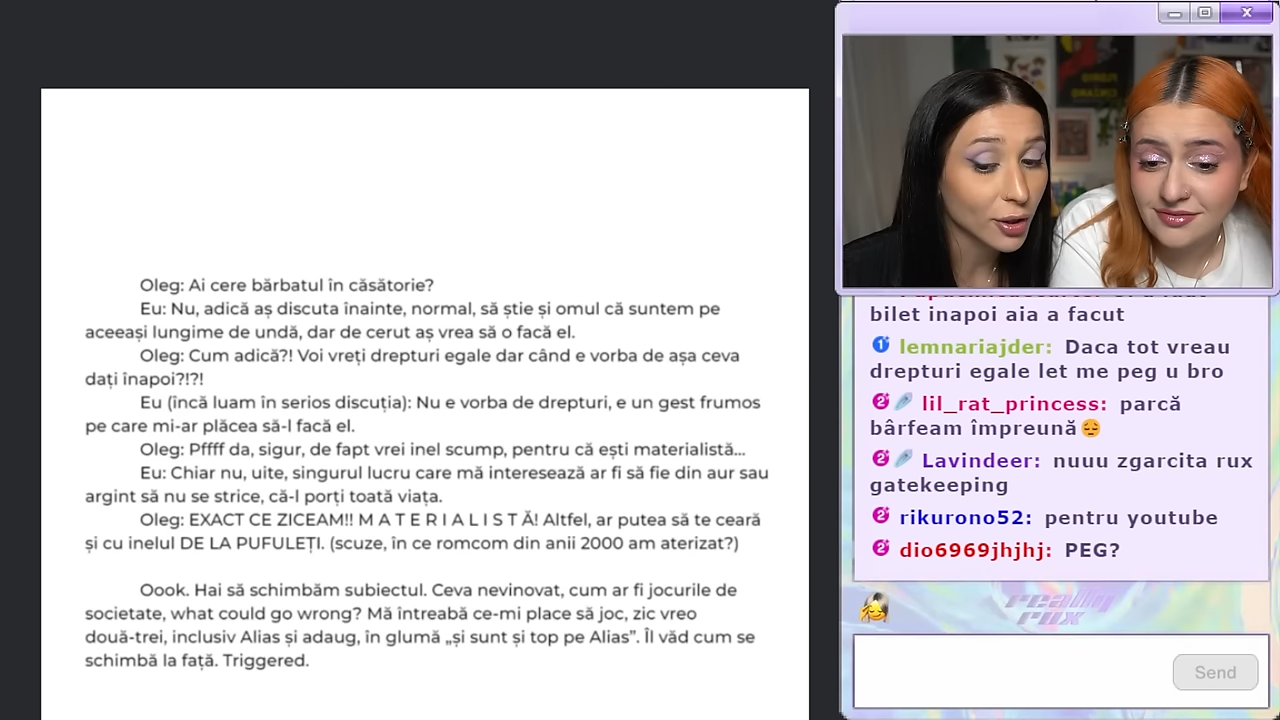 Oleg: Ai cere bărbatul în căsătorie?
Eu: Nu, adică aș discuta înainte, normal, să știe și omul că suntem pe
aceeași lungime de undă, dar de cerut aș vrea să o facă el.
Oleg: Cum adică?! Voi vreți drepturi egale dar când e vorba de așa ceva
dați înapoi?!?!
Eu (încă luam în serios discuția): Nu e vorba de drepturi, e un gest frumos
pe care mi-ar plăcea să-l facă el.
Oleg: Pffff da, sigur, de fapt vrei inel scump, pentru că ești materialistă...
Eu: Chiar nu, uite, singurul lucru care mă interesează ar fi să fie din aur sau
argint să nu se strice, că-l porți toată viața.
Oleg: EXACT CE ZICEAM!! M A T E R I A L I S T Ă! Altfel, ar putea să te ceară
și cu inelul DE LA PUFULEȚI. (scuze, în ce romcom din anii 2000 am aterizat?)
Oook. Hai să schimbăm subiectul. Ceva nevinovat, cum ar fi jocurile de
societate, what could go wrong? Mă întreabă ce-mi place să joc, zic vreo
două-trei, inclusiv Alias și adaug, în glumă „și sunt și top pe Alias”. Îl văd cum se
schimbă la față. Triggered.
bilet inapoi aia a facut
lemnariajder: Daca tot vreau
drepturi egale let me peg u bro
lil_rat_princess: parcă
bârfeam împreună
Lavindeer: nuuu zgarcita rux
gatekeeping
rikurono52: pentru youtube
dio6969jhjhj: PEG?
really
rux
Send